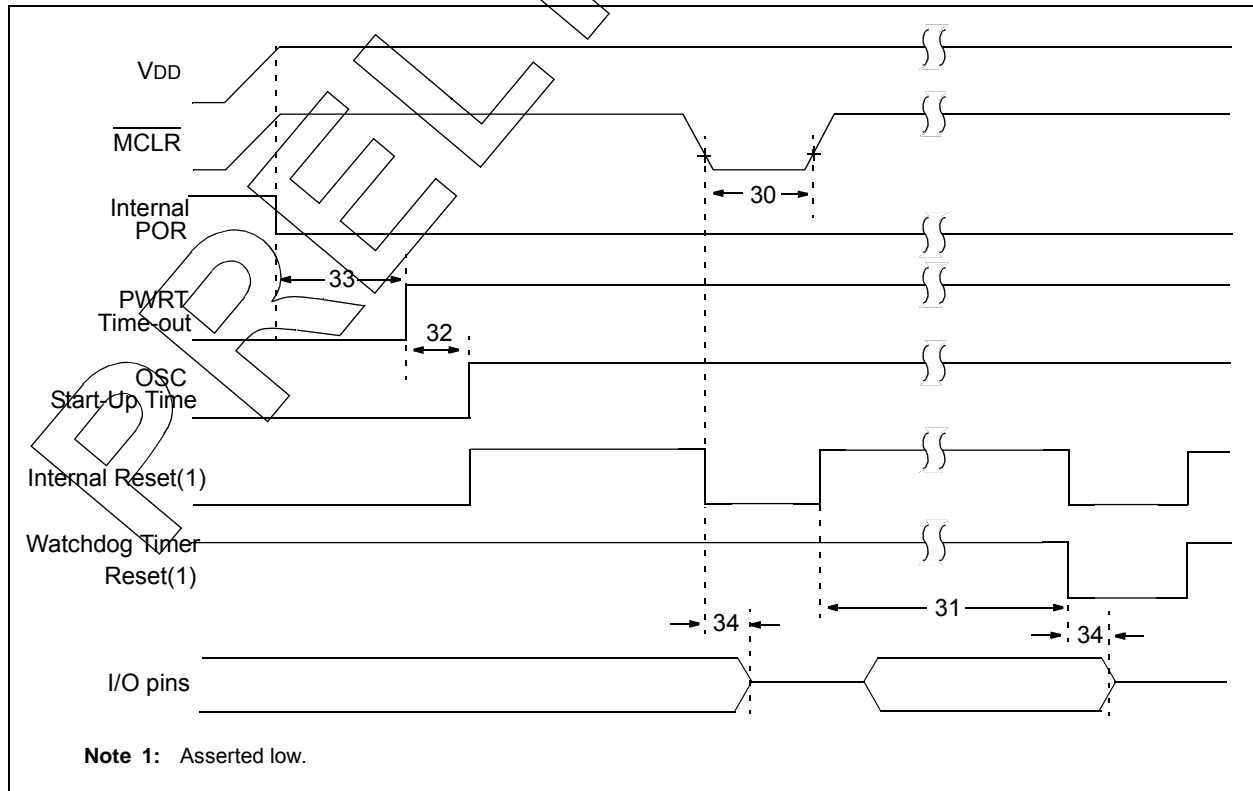 VDD
MCLR
30
Internal
POR
33
PWRT
Time-out
32
OSC
Start-Up Time
Internal Reset(1)
Watchdog Timer
Reset(1)
31
34
34
I/O pins
Note 1: Asserted low.
PREL